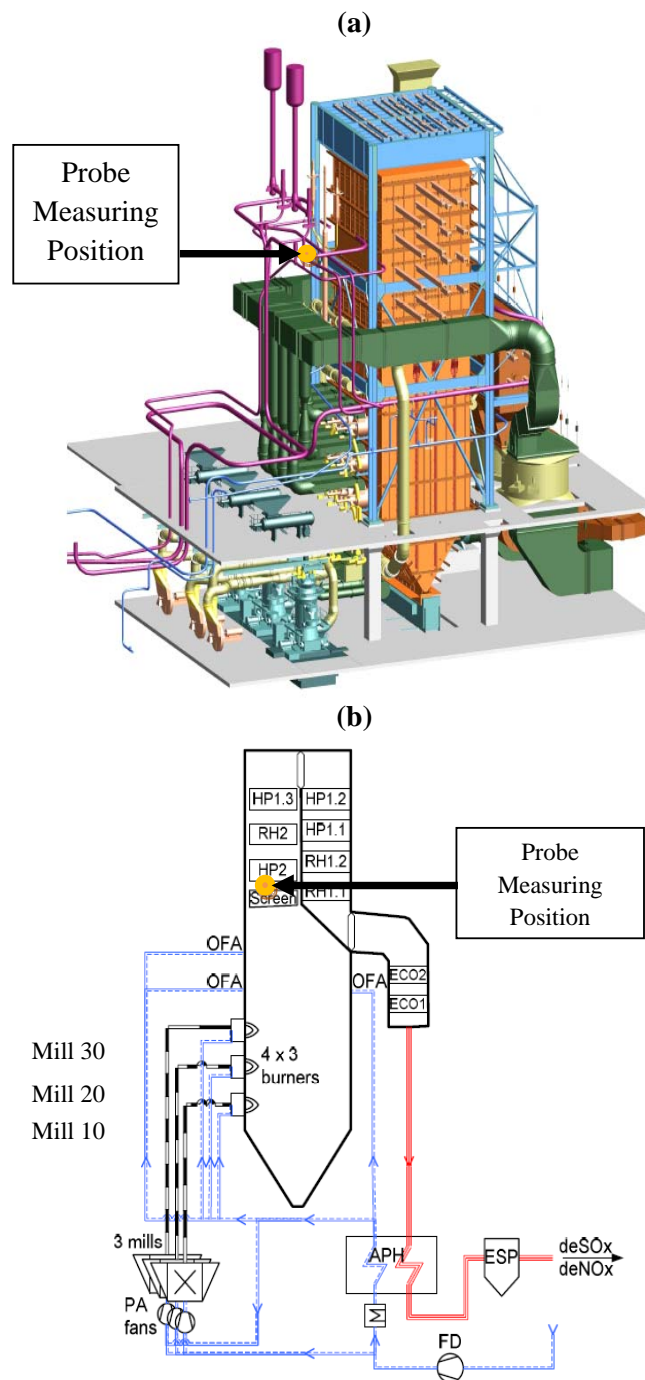 (a)
Probe
Measuring
Position
(b)
HP1.3
HP1.2
RH2
HP1.1
HP2
RH1.2
Screen
RH1.1
Probe
Measuring
Position
OFA
OFA
OFA
ECO2
ECO1
Mill 30
Mill 20
Mill 10
4 x 3
burners
3 mills
PA
fans
APH
M
ESP
deSOx
deNOx
FD